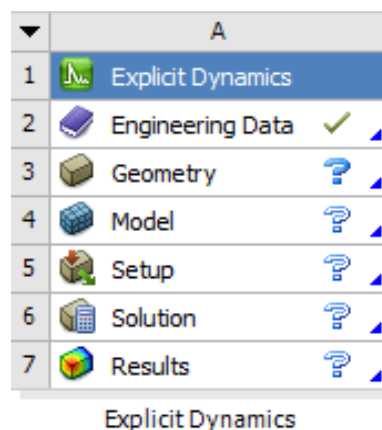 A
1 Explicit Dynamics
2 Engineering Data
3 Geometry ?
4 Model ?
5 Setup ?
6 Solution ?
7 Results ?
Explicit Dynamics